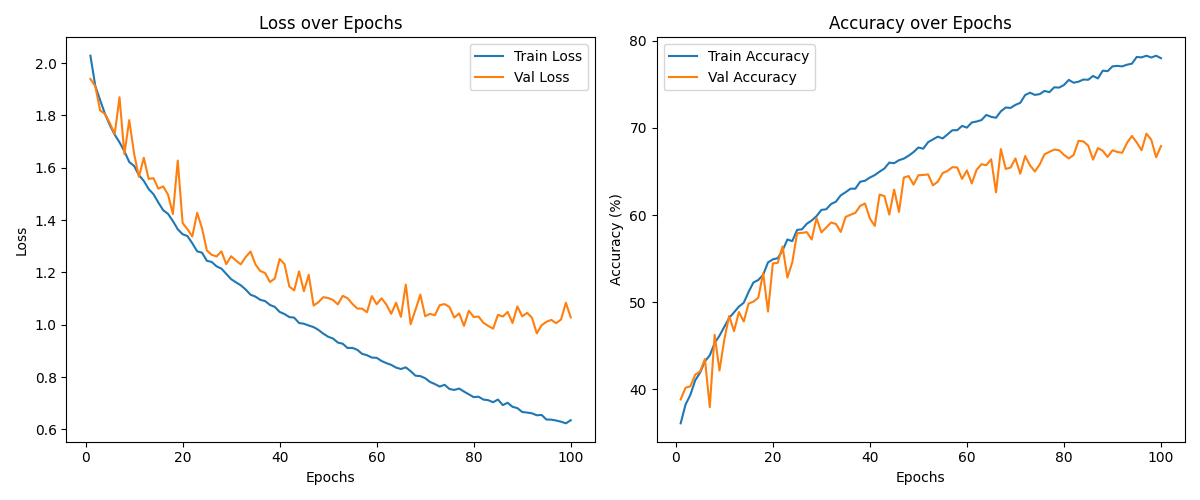 Loss over Epochs
Train Loss
Val Loss
2.0
1.8
1.6
1.4
1.2
1.0
0.8
0.6
Loss
0
20
40
60
80
100
Epochs
Accuracy over Epochs
Train Accuracy
Val Accuracy
80
70
60
50
40
Accuracy (%)
0
20
40
60
80
100
Epochs